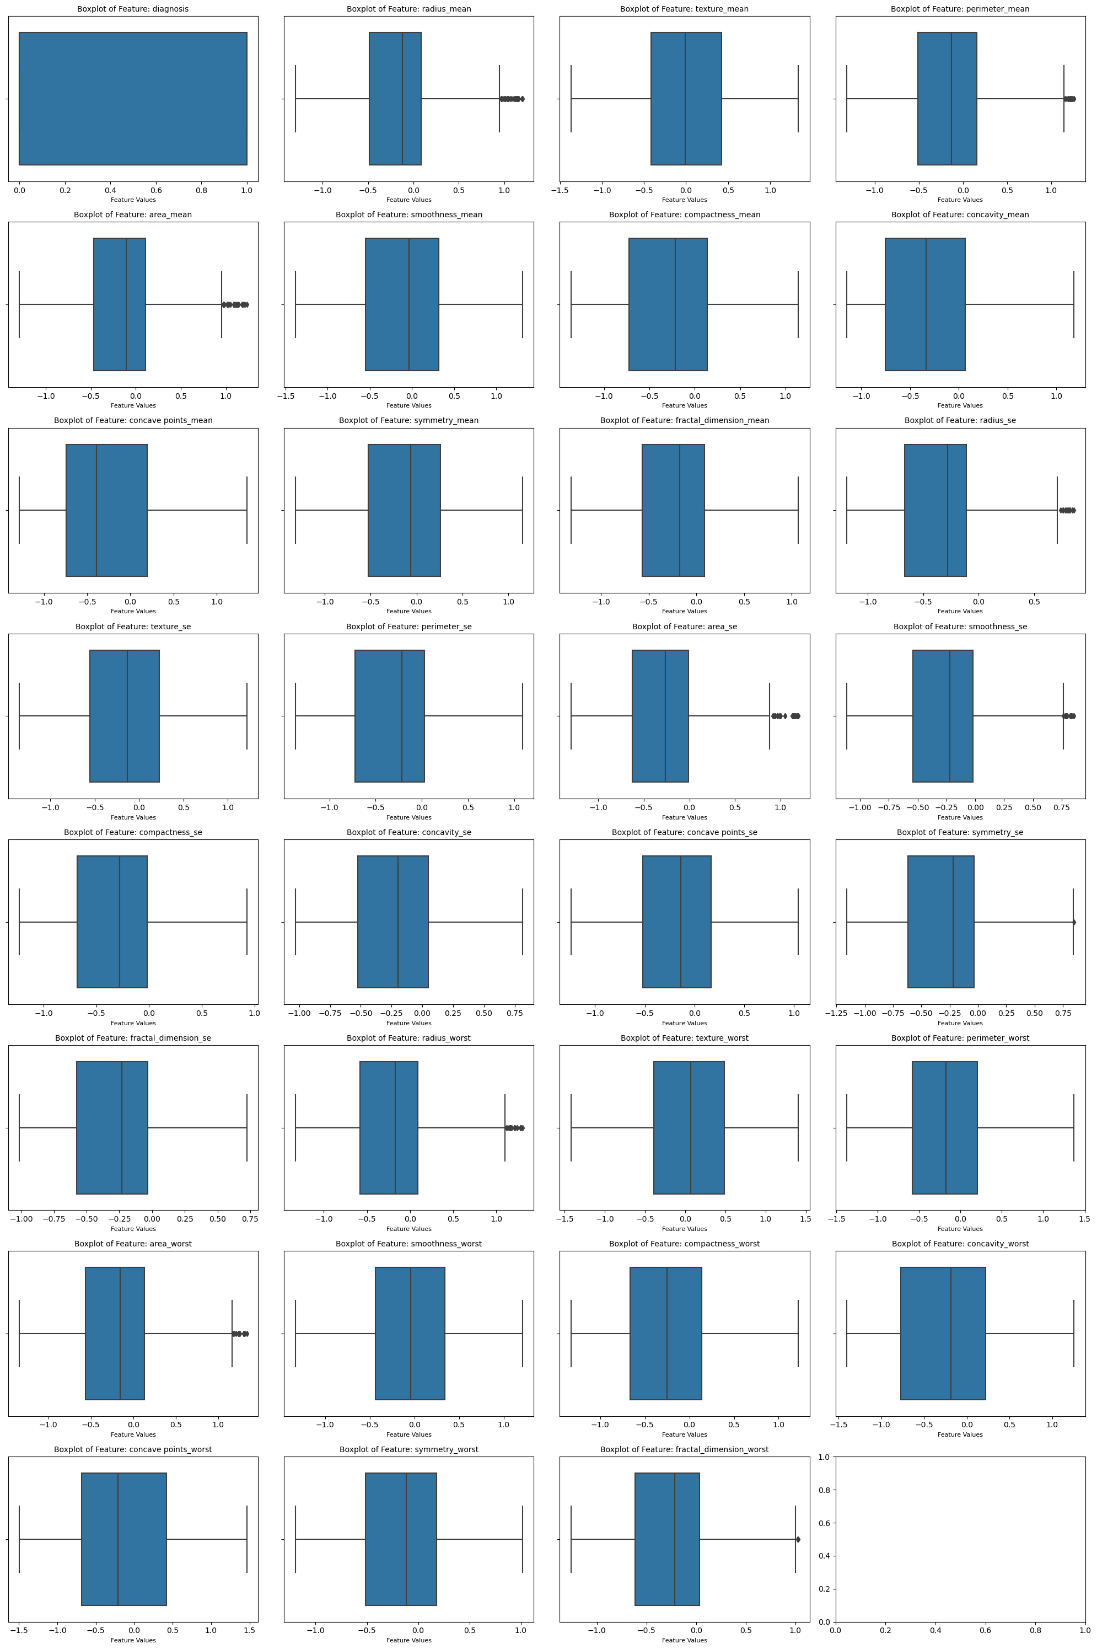 Boxplot of Feature: diagnosis Boxplot of Feature: radius_mean Boxplot of Feature: texture_mean Boxplot of Feature: perimeter_mean
0.0 0.2 0.4 0.6 0.8 1.0 −1.0 −0.5 0.0 0.5 1.0 −1.5 −1.0 −0.5 0.0 0.5 1.0 −1.0 −0.5 0.0 0.5 1.0
Feature Values Feature Values Feature Values Feature Values
Boxplot of Feature: area_mean Boxplot of Feature: smoothness_mean Boxplot of Feature: compactness_mean Boxplot of Feature: concavity_mean
−1.0 −0.5 0.0 0.5 1.0 −1.5 −1.0 −0.5 0.0 0.5 1.0 −1.0 −0.5 0.0 0.5 1.0 −1.0 −0.5 0.0 0.5 1.0
Feature Values Feature Values Feature Values Feature Values
Boxplot of Feature: concave points_mean Boxplot of Feature: symmetry_mean Boxplot of Feature: fractal_dimension_mean Boxplot of Feature: radius_se
−1.0 −0.5 0.0 0.5 1.0 −1.0 −0.5 0.0 0.5 1.0 −1.0 −0.5 0.0 0.5 1.0 −1.0 −0.5 0.0 0.5
Feature Values Feature Values Feature Values Feature Values
Boxplot of Feature: texture_se Boxplot of Feature: perimeter_se Boxplot of Feature: area_se Boxplot of Feature: smoothness_se
−1.0 −0.5 0.0 0.5 1.0 −1.0 −0.5 0.0 0.5 1.0 −1.0 −0.5 0.0 0.5 1.0 −1.00 −0.75 −0.50 −0.25 0.00 0.25 0.50 0.75
Feature Values Feature Values Feature Values Feature Values
Boxplot of Feature: compactness_se Boxplot of Feature: concavity_se Boxplot of Feature: concave points_se Boxplot of Feature: symmetry_se
−1.0 −0.5 0.0 0.5 1.0 −1.00 −0.75 −0.50 −0.25 0.00 0.25 0.50 0.75 −1.0 −0.5 0.0 0.5 1.0 −1.25 −1.00 −0.75 −0.50 −0.25 0.00 0.25 0.50 0.75
Feature Values Feature Values Feature Values Feature Values
Boxplot of Feature: fractal_dimension_se Boxplot of Feature: radius_worst Boxplot of Feature: texture_worst Boxplot of Feature: perimeter_worst
−1.00 −0.75 −0.50 −0.25 0.00 0.25 0.50 0.75 −1.0 −0.5 0.0 0.5 1.0 −1.5 −1.0 −0.5 0.0 0.5 1.0 1.5 −1.5 −1.0 −0.5 0.0 0.5 1.0 1.5
Feature Values Feature Values Feature Values Feature Values
Boxplot of Feature: area_worst Boxplot of Feature: smoothness_worst Boxplot of Feature: compactness_worst Boxplot of Feature: concavity_worst
−1.0 −0.5 0.0 0.5 1.0 −1.0 −0.5 0.0 0.5 1.0 −1.0 −0.5 0.0 0.5 1.0 −1.5 −1.0 −0.5 0.0 0.5 1.0
Feature Values Feature Values Feature Values Feature Values
Boxplot of Feature: concave points_worst Boxplot of Feature: symmetry_worst Boxplot of Feature: fractal_dimension_worst
1.0
0.8
0.6
0.4
0.2
0.0
−1.5 −1.0 −0.5 0.0 0.5 1.0 1.5 −1.0 −0.5 0.0 0.5 1.0 −1.0 −0.5 0.0 0.5 1.0 0.0 0.2 0.4 0.6 0.8 1.0
Feature Values Feature Values Feature Values